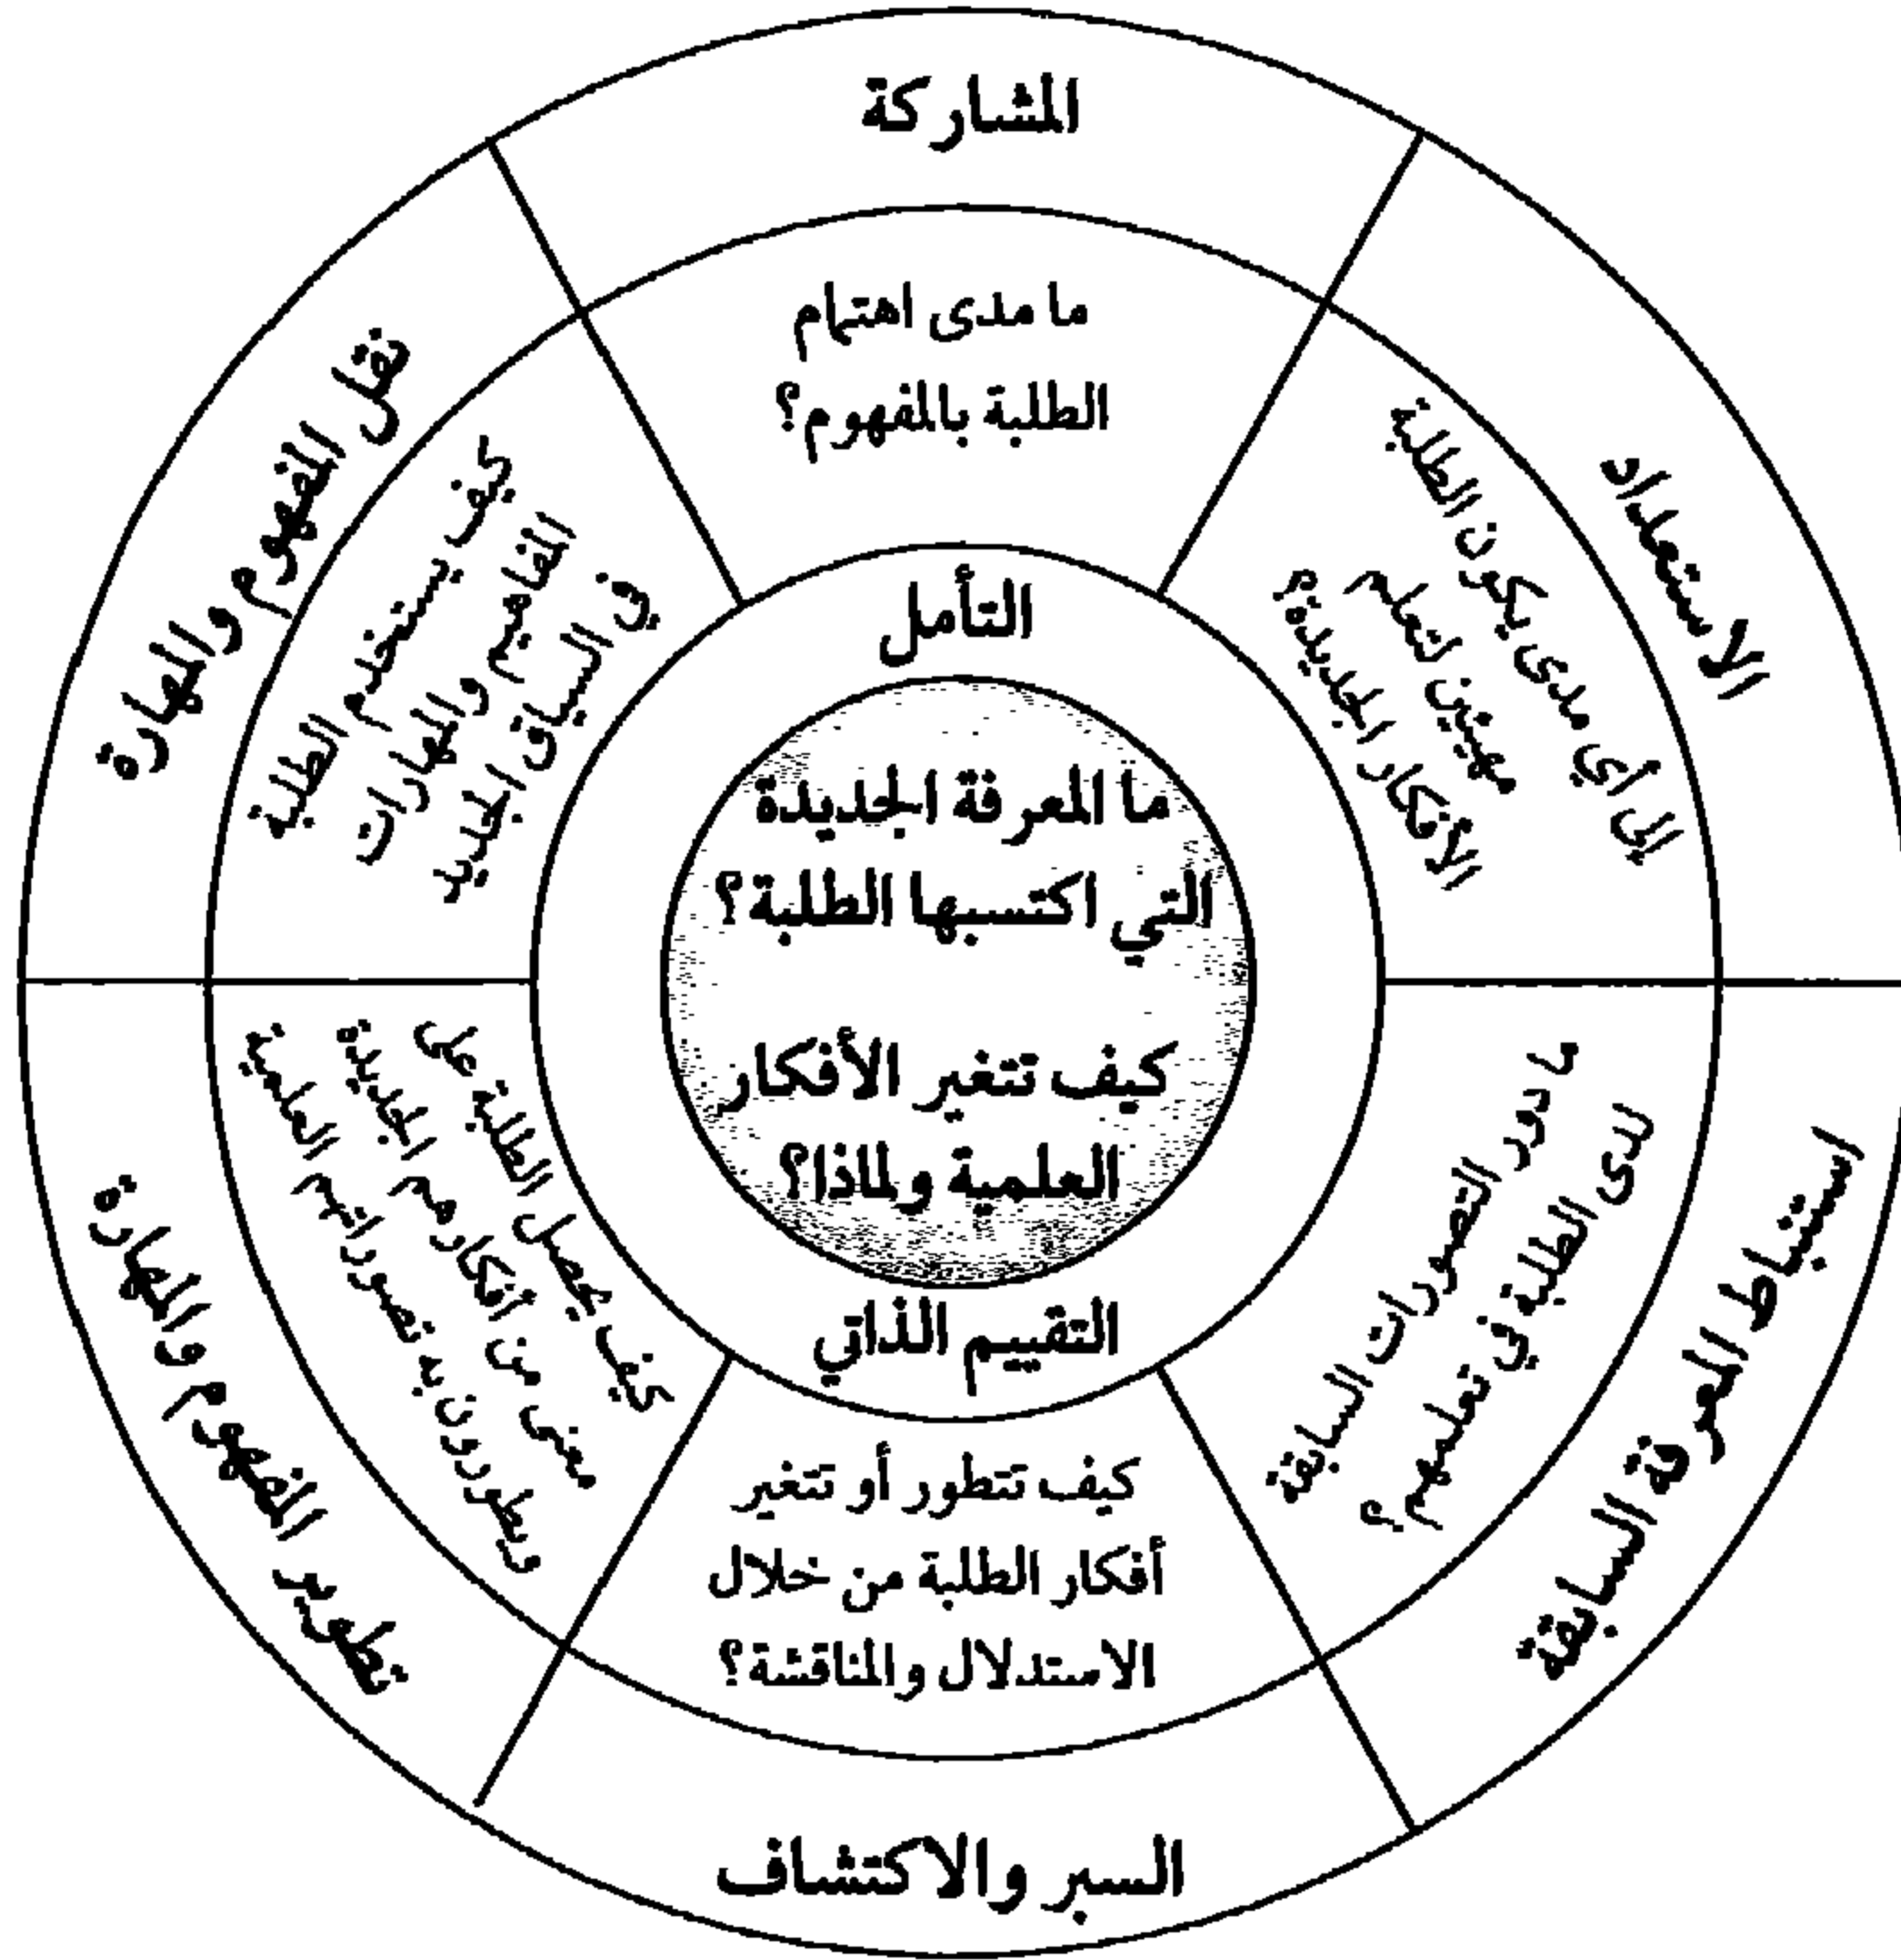 المشاركة
ما مدى اهتمام
الطلبة بالمفهوم؟
الاستعداد
إلى أي مدى يكون الطلبة
مهيئين لتعلم
الأفكار الجديدة؟
استنباط المعرفة السابقة
ما دور التصورات السابقة
لدى الطلبة في تعلمهم؟
السبر والاكتشاف
كيف تتطور أو تتغير
أفكار الطلبة من خلال
الاستدلال والمناقشة؟
تطوير المفهوم والمهارة
كيف يحصل الطلبة على
معنى من أفكارهم الجديدة
ويطورون به تصوراتهم العلمية
نقل المفهوم والمهارة
كيف يستخدم الطلبة
المفاهيم والمهارات
في السياق الجديد
التأمل
ما المعرفة الجديدة
التي اكتسبها الطلبة؟
كيف تتغير الأفكار
العلمية ولماذا؟
التقييم الذاتي